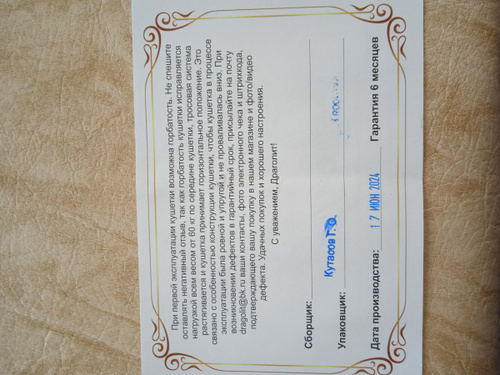 При первой эксплуатации кушетки возможна горбатость. Не спешите
оставлять негативный отзыв, так как горбатость кушетки исправляется
нагрузкой всем весом от 60 кг по середине кушетки, тросовая система
растягивается и кушетка принимает горизонтальное положение. Это
связано с особенностью конструкции кушетки, чтобы кушетка в процессе
эксплуатации была ровной и упругой и не проваливалась вниз. При
возникновении дефектов в гарантийный срок, присылайте на почту
dragolit@bk.ru ваши контакты, фото электронного чека и штрихкода,
подтверждающего вашу покупку в нашем магазине и фото/видео
дефекта. Удачных покупок и хорошего настроения.
С уважением, Драголит!
Сборщик:
Кутасов Г. О.
Упаковщик:
Дата производства: 17 ИЮН 2024 Гарантия 6 месяцев